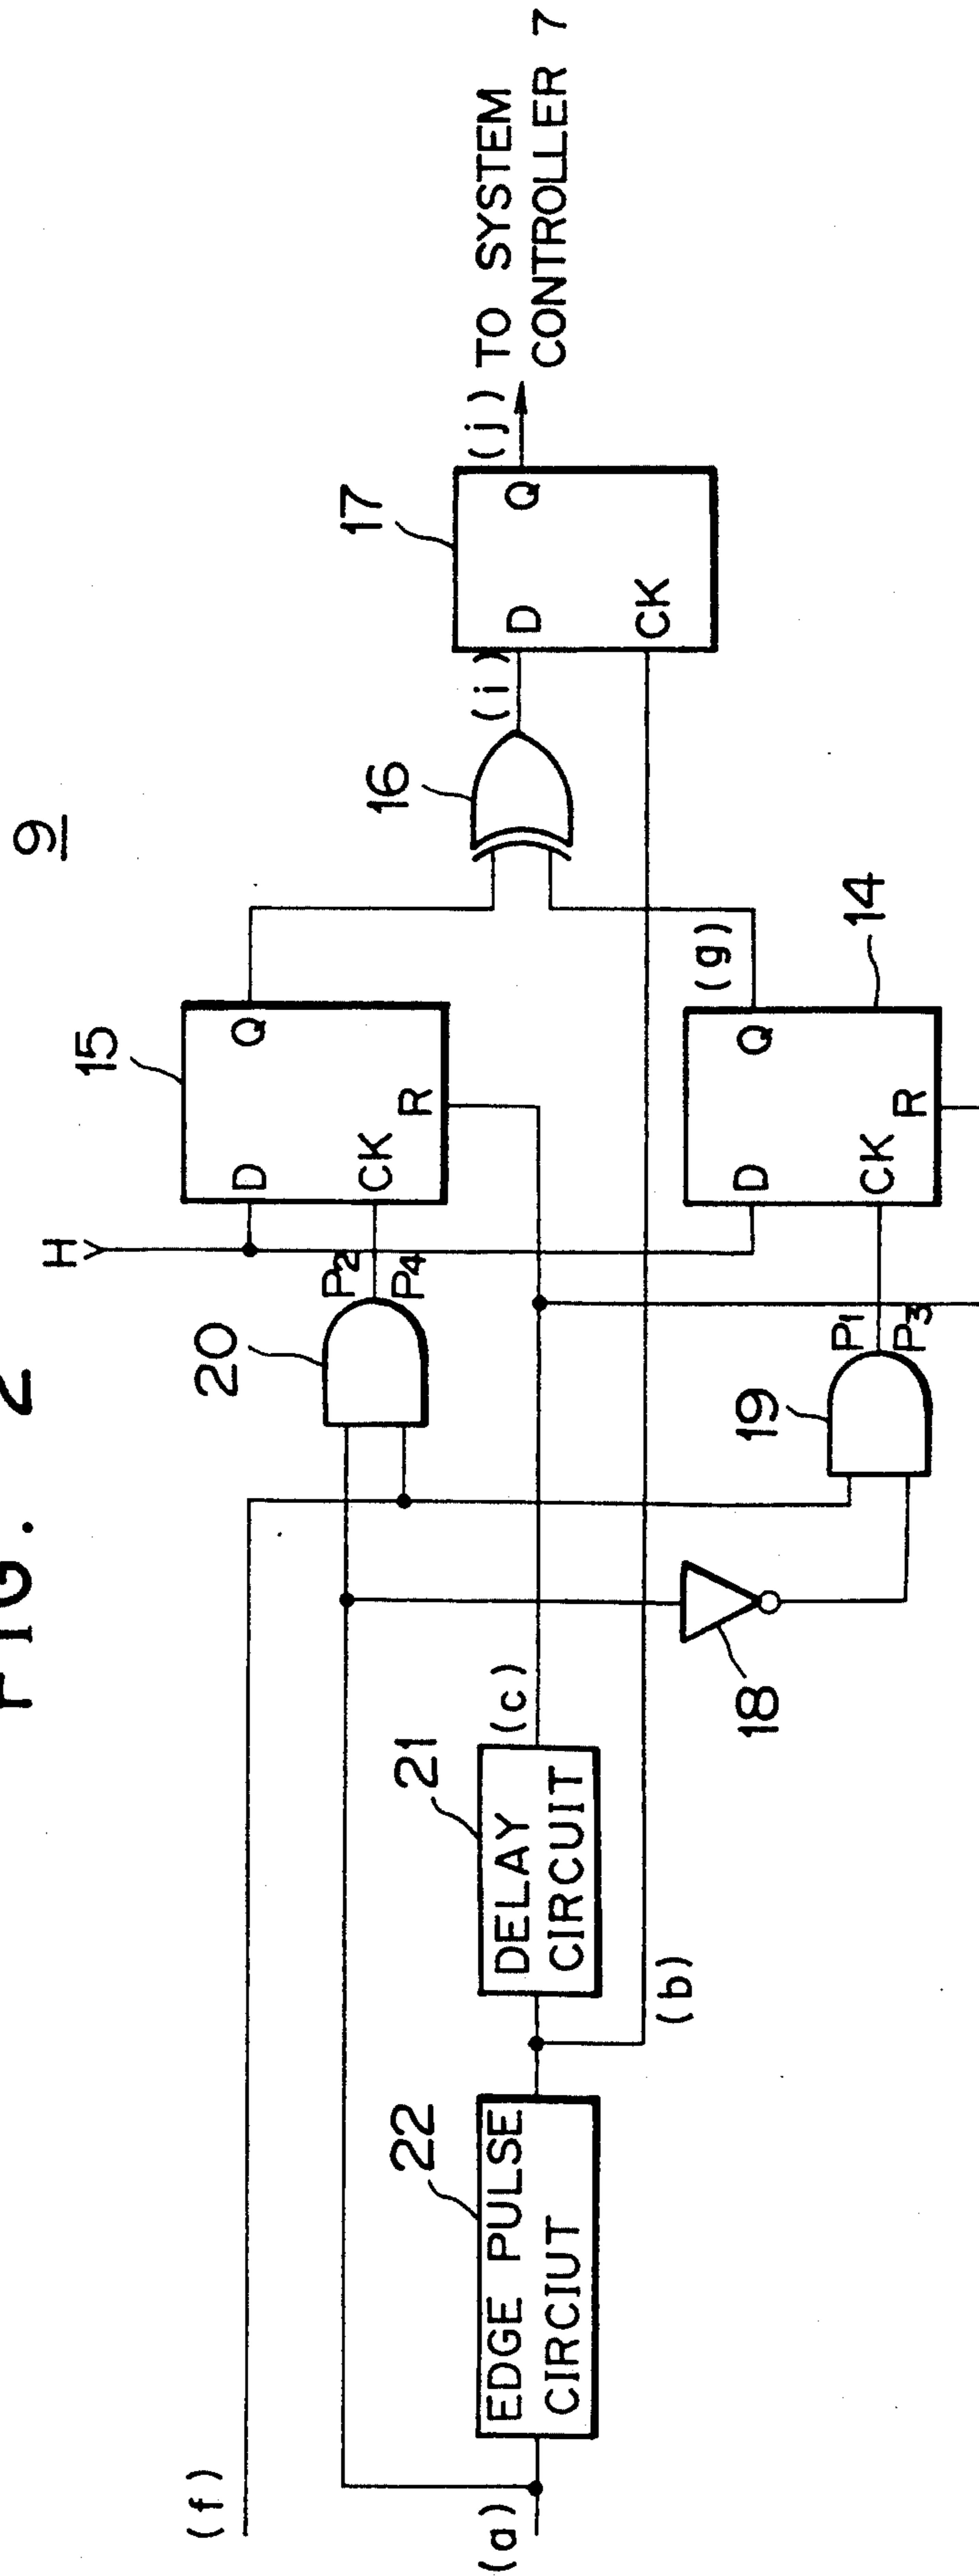 FIG. 2
9
(f)
(a)
22
EDGE PULSE
CIRCIUT
(b)
21
DELAY
CIRCUIT
(c)
18
20
P2
P4
19
P1
P3
H
15
D
Q
CK
R
14
D
Q
CK
R
(g)
16
(i)
17
D
Q
CK
(j)
TO SYSTEM
CONTROLLER 7